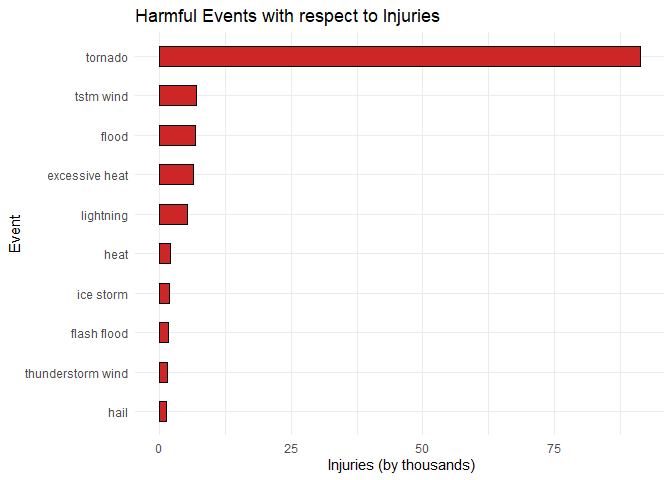 Harmful Events with respect to Injuries
tornado
tstm wind
flood
excessive heat
lightning
heat
ice storm
flash flood
thunderstorm wind
hail
Event
0 25 50 75
Injuries (by thousands)